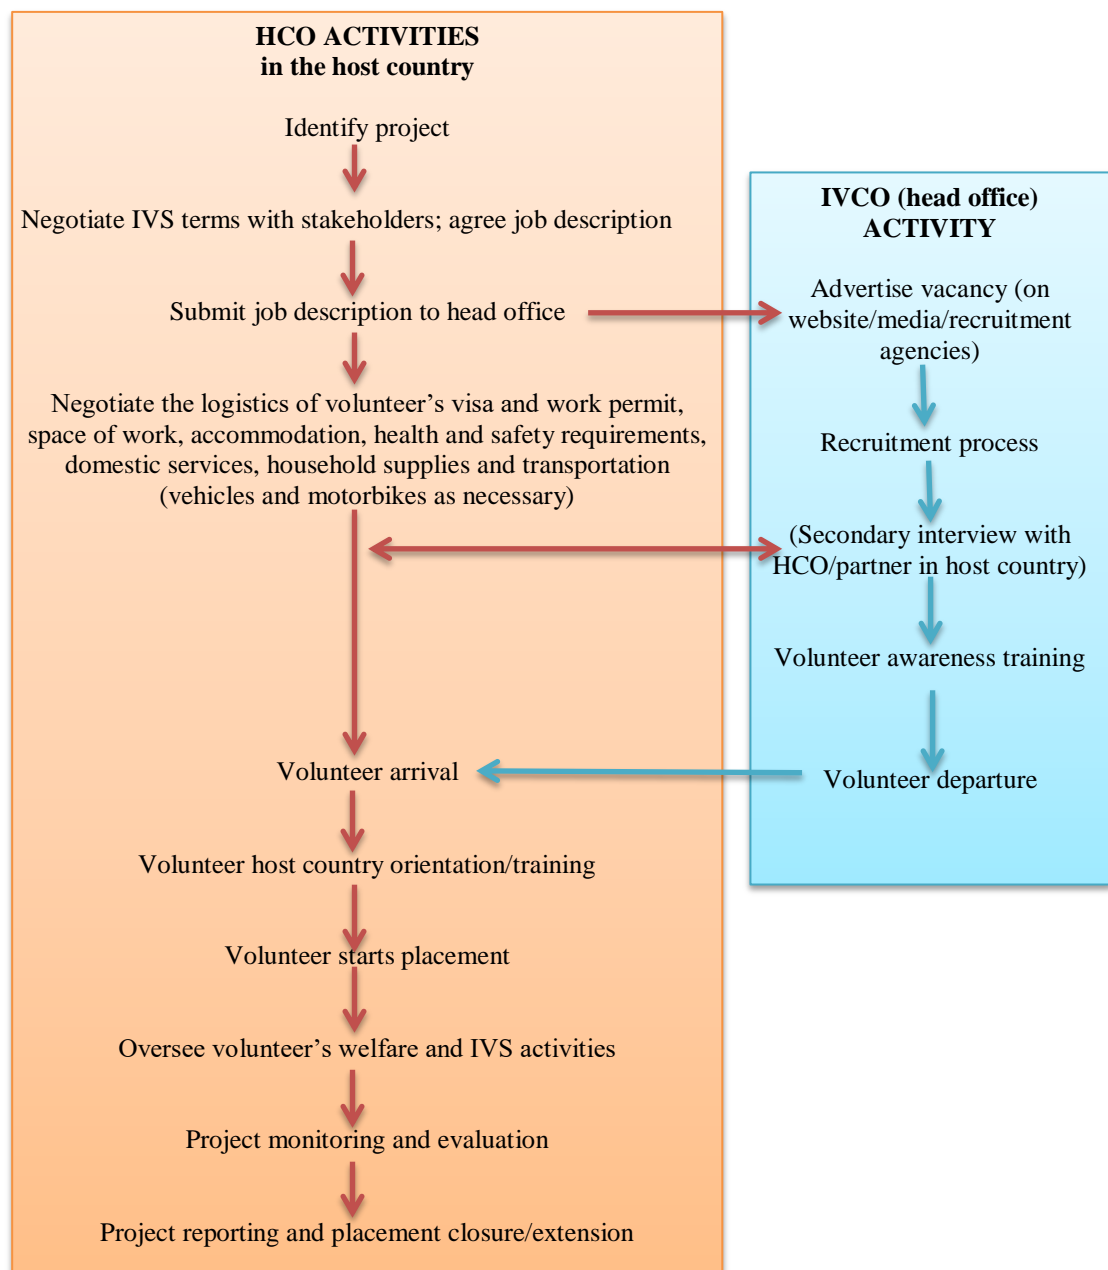 HCO ACTIVITIES
in the host country
Identify project
Negotiate IVS terms with stakeholders; agree job description
Submit job description to head office
Negotiate the logistics of volunteer’s visa and work permit,
space of work, accommodation, health and safety requirements,
domestic services, household supplies and transportation
(vehicles and motorbikes as necessary)
Volunteer arrival
Volunteer host country orientation/training
Volunteer starts placement
Oversee volunteer’s welfare and IVS activities
Project monitoring and evaluation
Project reporting and placement closure/extension
IVCO (head office)
ACTIVITY
Advertise vacancy (on
website/media/recruitment
agencies)
Recruitment process
(Secondary interview with
HCO/partner in host country)
Volunteer awareness training
Volunteer departure